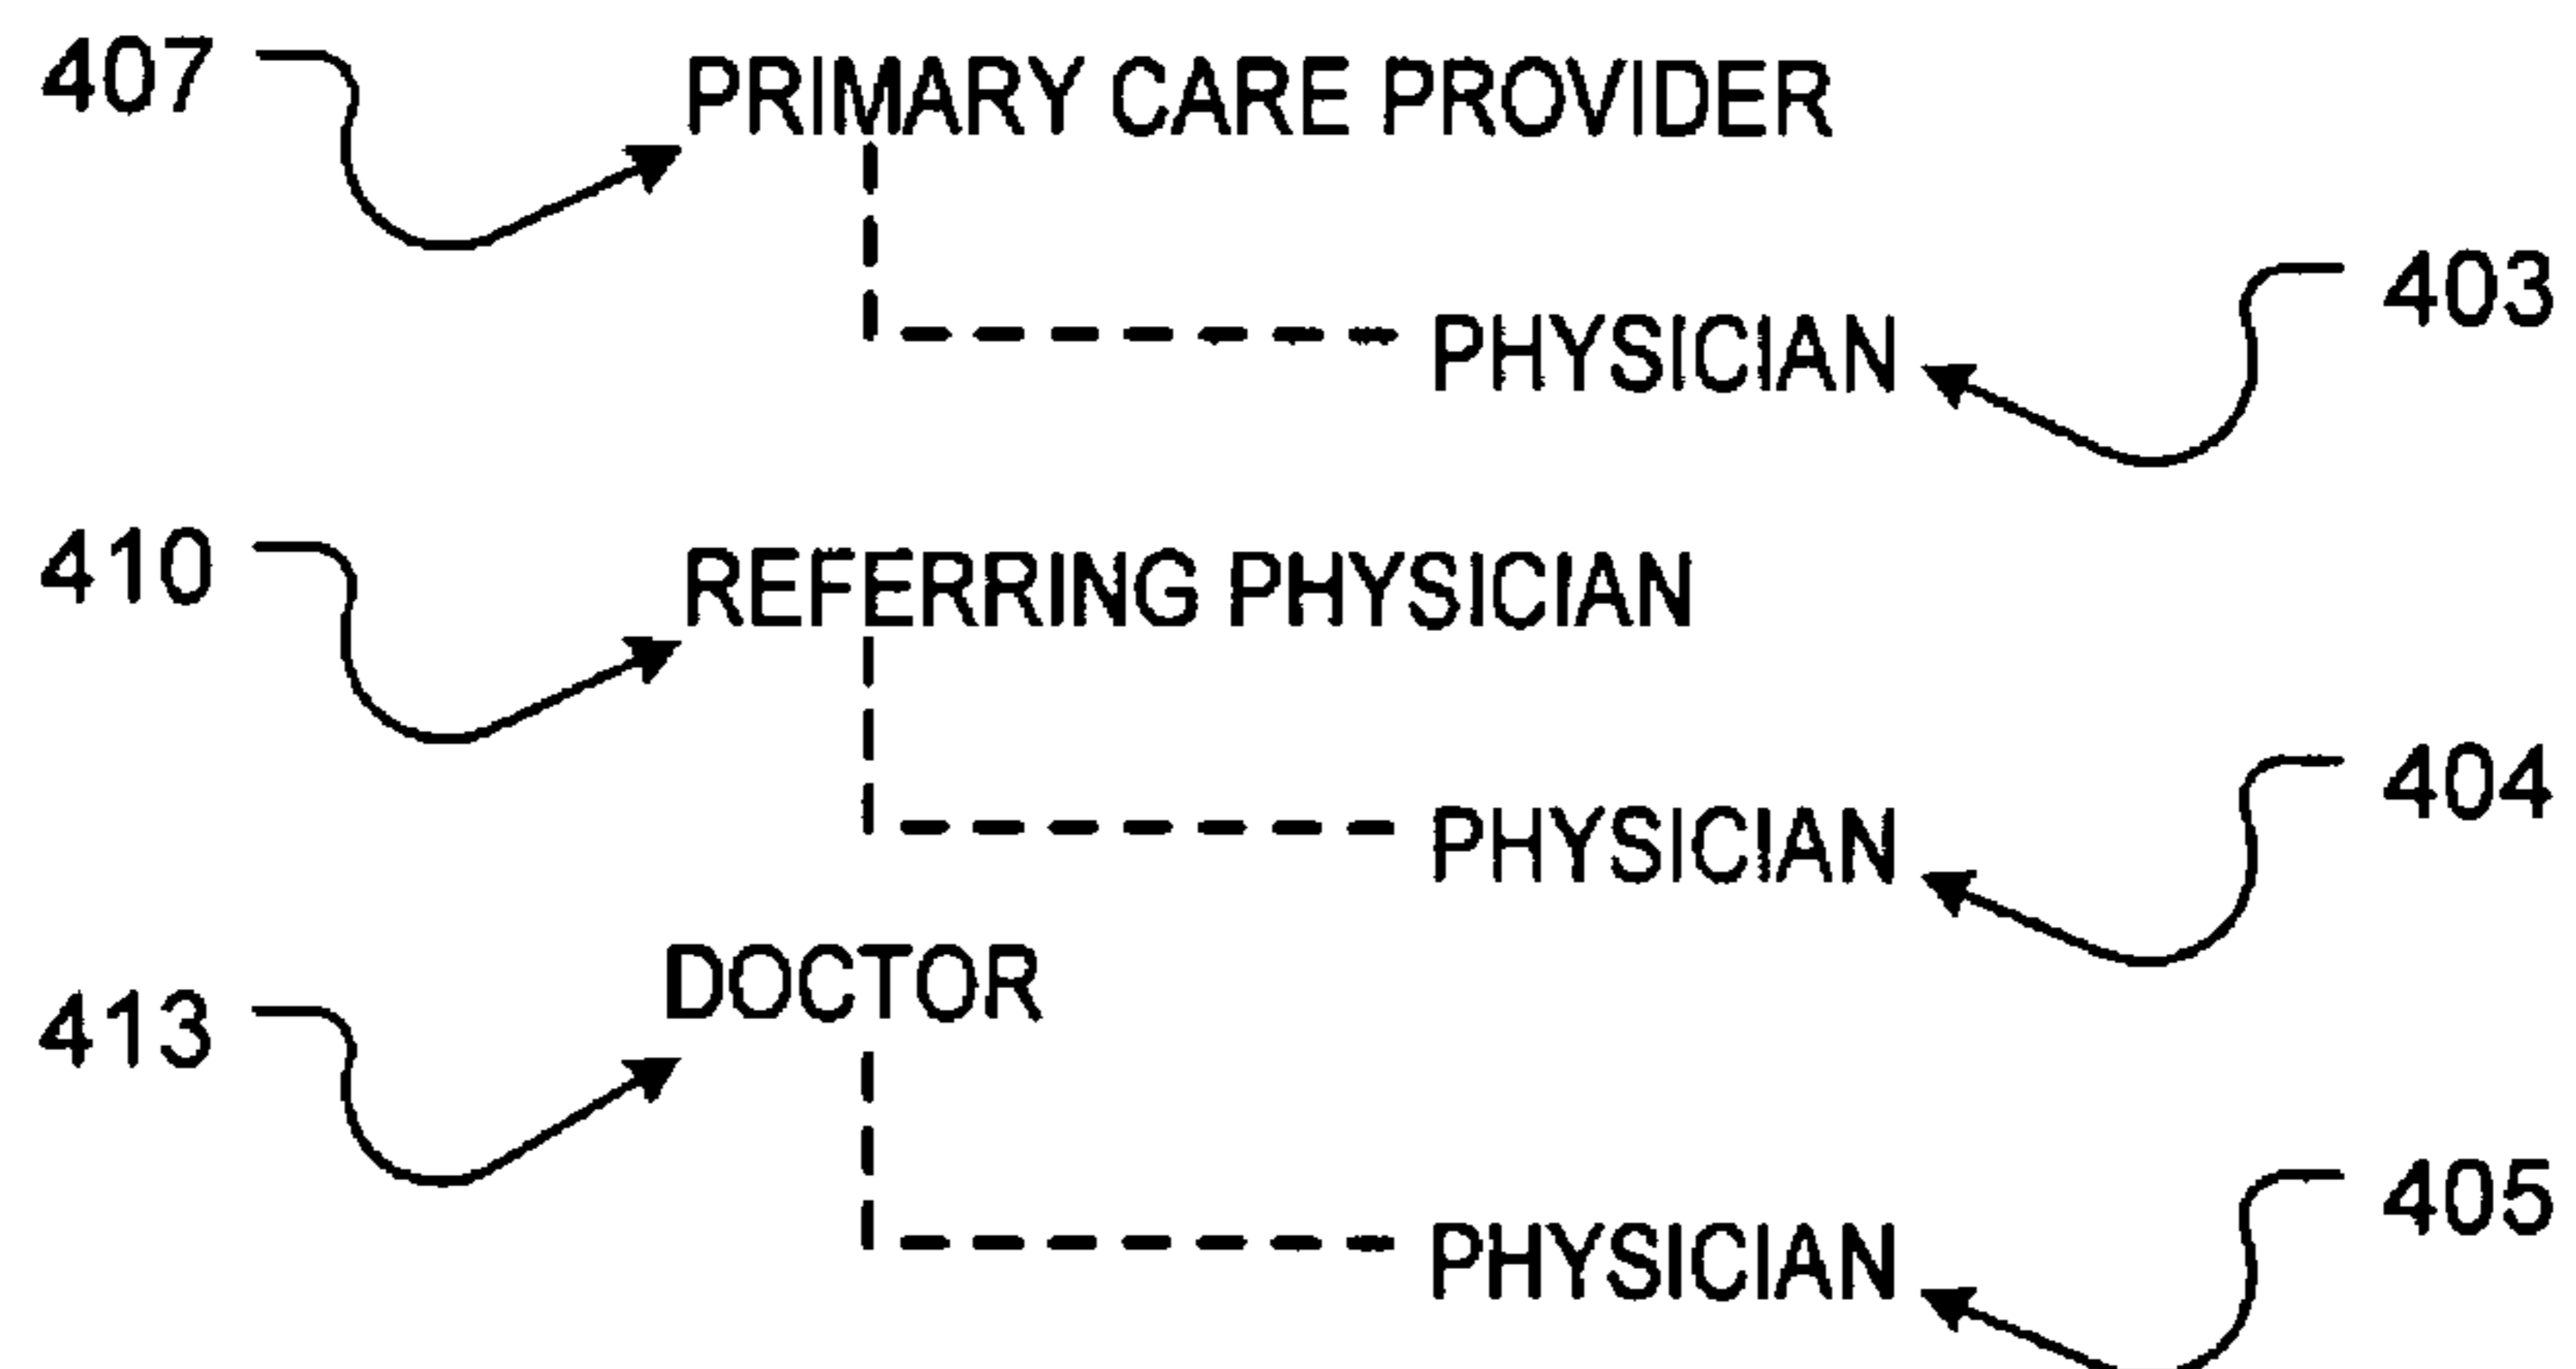 407 PRIMARY CARE PROVIDER
PHYSICIAN 403
410 REFERRING PHYSICIAN
PHYSICIAN 404
413 DOCTOR
PHYSICIAN 405